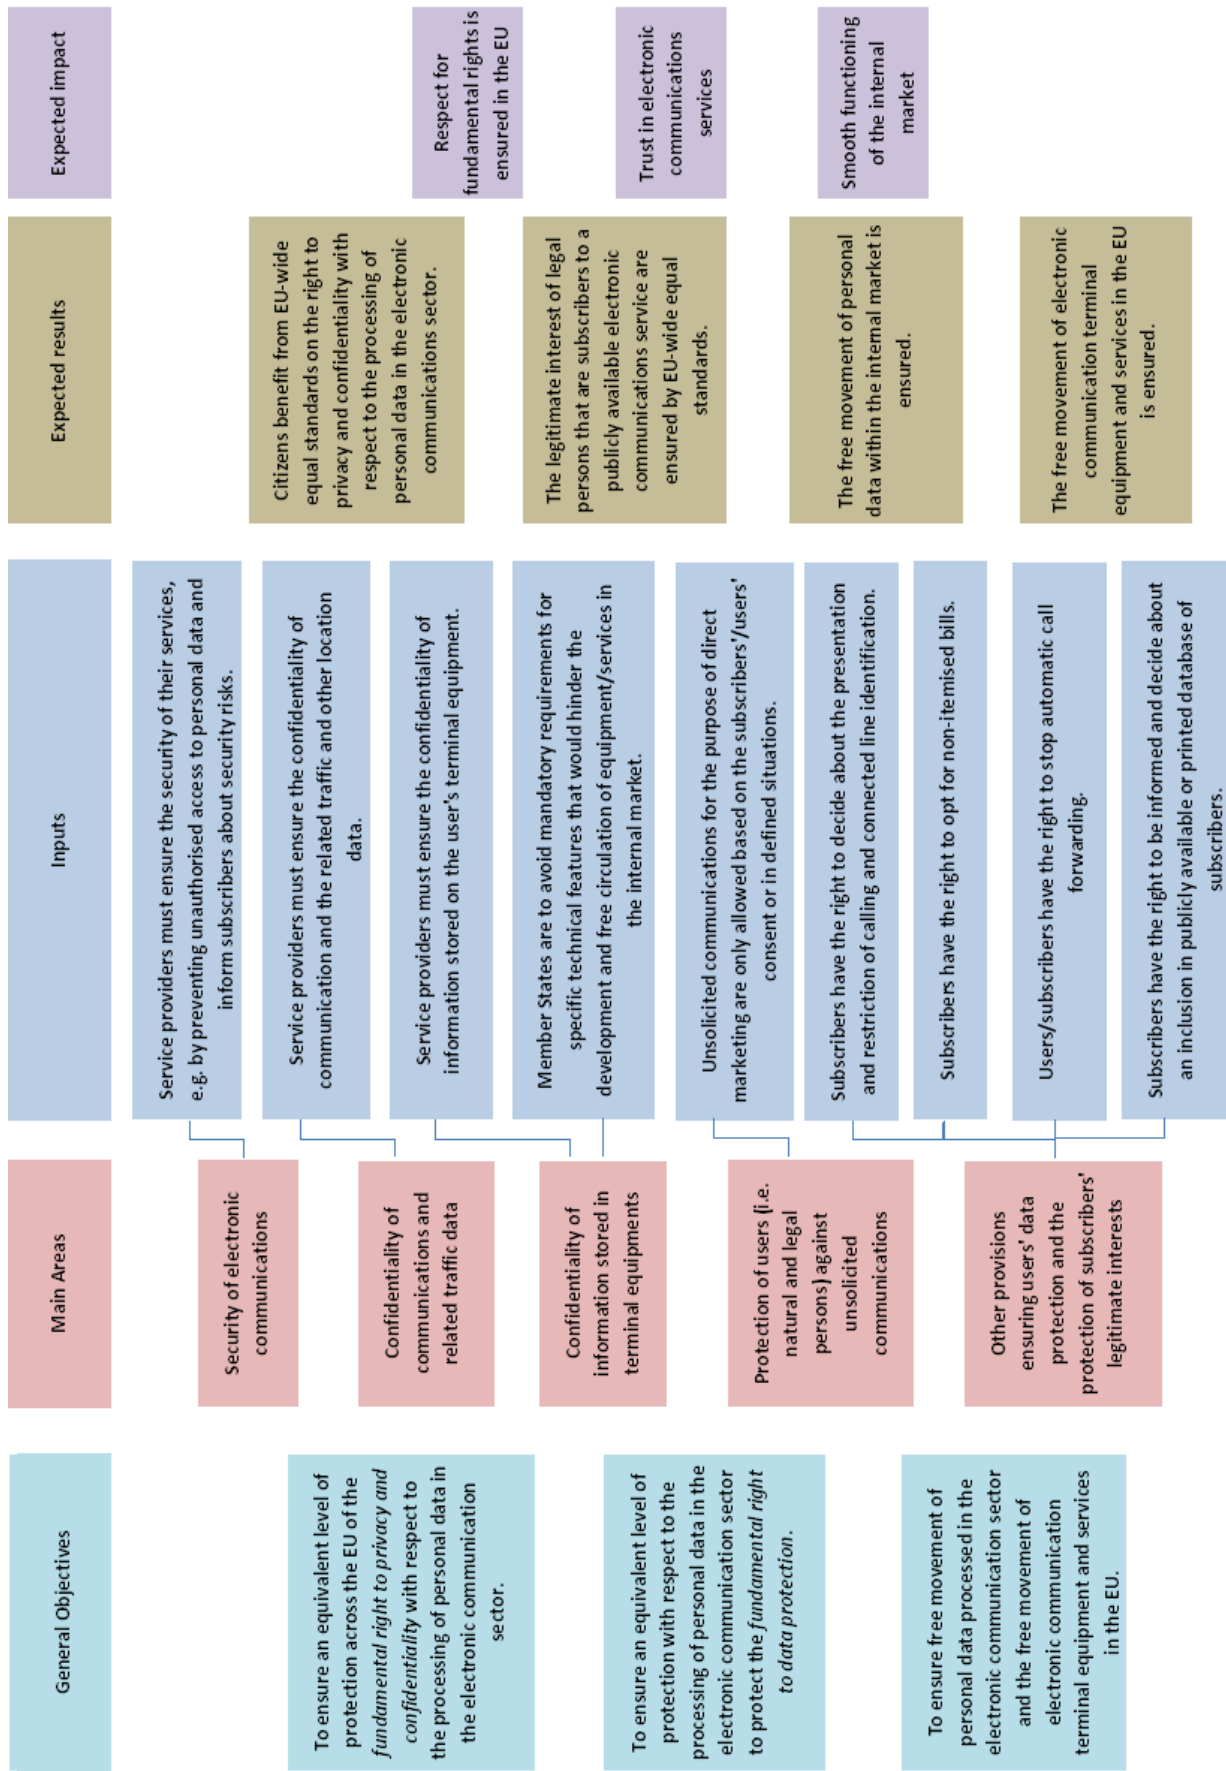 General Objectives
To ensure an equivalent level of
protection across the EU of the
fundamental right to privacy and
confidentiality with respect to
the processing of personal data in
the electronic communication
sector.
To ensure an equivalent level of
protection with respect to the
processing of personal data in the
electronic communication sector
to protect the fundamental right
to data protection.
To ensure free movement of
personal data processed in the
electronic communication sector
and the free movement of
electronic communication
terminal equipment and services
in the EU.
Main Areas
Security of electronic
communications
Confidentiality of
communications and
related traffic data
Confidentiality of
information stored in
terminal equipments
Protection of users (i.e.
natural and legal
persons) against
unsolicited
communications
Other provisions
ensuring users' data
protection and the
protection of subscribers'
legitimate interests
Inputs
Service providers must ensure the security of their services,
e.g. by preventing unauthorised access to personal data and
inform subscribers about security risks.
Service providers must ensure the confidentiality of
communication and the related traffic and other location
data.
Service providers must ensure the confidentiality of
information stored on the user's terminal equipment.
Member States are to avoid mandatory requirements for
specific technical features that would hinder the
development and free circulation of equipment/services in
the internal market.
Unsolicited communications for the purpose of direct
marketing are only allowed based on the subscribers'/users'
consent or in defined situations.
Subscribers have the right to decide about the presentation
and restriction of calling and connected line identification.
Subscribers have the right to opt for non-itemised bills.
Users/subscribers have the right to stop automatic call
forwarding.
Subscribers have the right to be informed and decide about
an inclusion in publicly available or printed database of
subscribers.
Expected results
Citizens benefit from EU-wide
equal standards on the right to
privacy and confidentiality with
respect to the processing of
personal data in the electronic
communications sector.
The legitimate interest of legal
persons that are subscribers to a
publicly available electronic
communications service are
ensured by EU-wide equal
standards.
The free movement of personal
data within the internal market is
ensured.
The free movement of electronic
communication terminal
equipment and services in the EU
is ensured.
Expected impact
Respect for
fundamental rights is
ensured in the EU
Trust in electronic
communications
services
Smooth functioning
of the internal
market